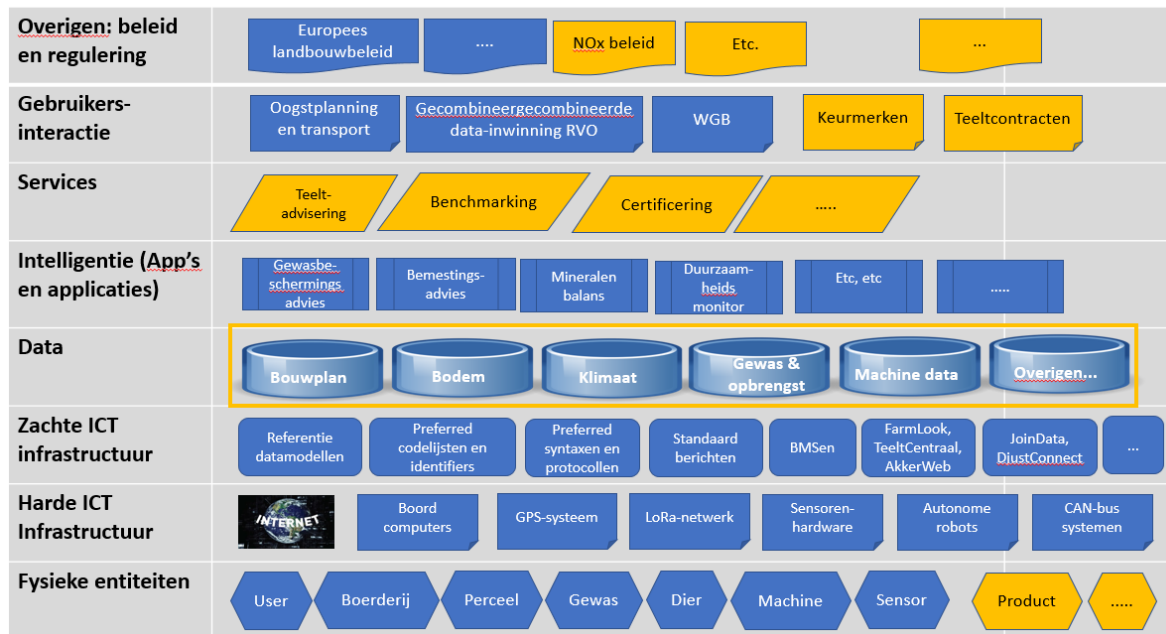 Overigen: beleid
en regulering
Europees
landbouwbeleid
....
NOx beleid
Etc.
...
Gebruikers-
interactie
Oogstplanning
en transport
Gecombineergecombineerde
data-inwinning RVO
WGB
Keurmerken
Teeltcontracten
Services
Teelt-
advisering
Benchmarking
Certificering
.....
Intelligentie (App's
en applicaties)
Gewasbe-
schermings
advies
Bemestings-
advies
Mineralen
balans
Duurzaam-
heids
monitor
Etc, etc
.....
Data
Bouwplan
Bodem
Klimaat
Gewas &
opbrengst
Machine data
Overigen...
Zachte ICT
infrastructuur
Referentie
datamodellen
Preferred
codelijsten en
identifiers
Preferred
syntaxen en
protocollen
Standaard
berichten
BMSen
FarmLook,
TeeltCentraal,
AkkerWeb
JoinData,
DjustConnect
...
Harde ICT
Infrastructuur
INTERNET
Boord
computers
GPS-systeem
LoRa-netwerk
Sensoren-
hardware
Autonome
robots
CAN-bus
systemen
Fysieke entiteiten
User
Boerderij
Perceel
Gewas
Dier
Machine
Sensor
Product
.....